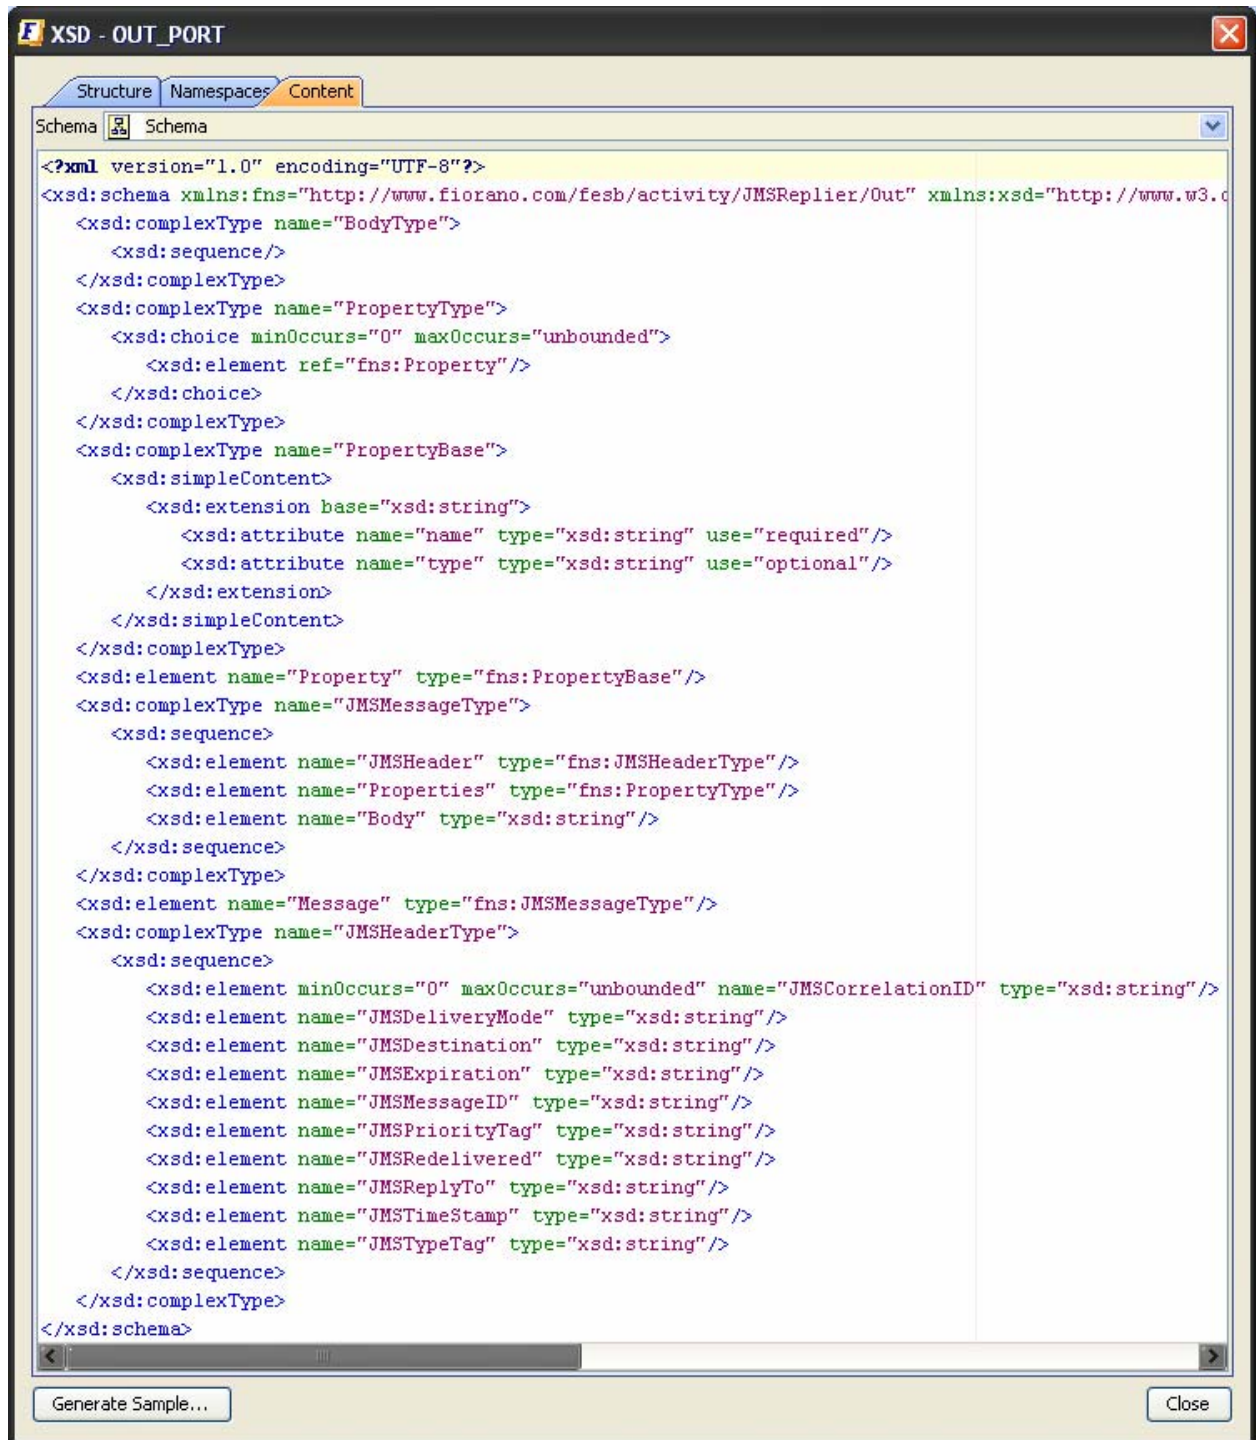 XSD - OUT_PORT
Structure Namespaces Content
Schema Schema
<?xml version="1.0" encoding="UTF-8"?>
<xsd:schema xmlns:fns="http://www.fiorano.com/fesb/activity/JMSReplier/Out" xmlns:xsd="http://www.w3.o
<xsd:complexType name="BodyType">
<xsd:sequence/>
</xsd:complexType>
<xsd:complexType name="PropertyType">
<xsd:choice minOccurs="0" maxOccurs="unbounded">
<xsd:element ref="fns:Property"/>
</xsd:choice>
</xsd:complexType>
<xsd:complexType name="PropertyBase">
<xsd:simpleContent>
<xsd:extension base="xsd:string">
<xsd:attribute name="name" type="xsd:string" use="required"/>
<xsd:attribute name="type" type="xsd:string" use="optional"/>
</xsd:extension>
</xsd:simpleContent>
</xsd:complexType>
<xsd:element name="Property" type="fns:PropertyBase"/>
<xsd:complexType name="JMSMessageType">
<xsd:sequence>
<xsd:element name="JMSHeader" type="fns:JMSHeaderType"/>
<xsd:element name="Properties" type="fns:PropertyType"/>
<xsd:element name="Body" type="xsd:string"/>
</xsd:sequence>
</xsd:complexType>
<xsd:element name="Message" type="fns:JMSMessageType"/>
<xsd:complexType name="JMSHeaderType">
<xsd:sequence>
<xsd:element minOccurs="0" maxOccurs="unbounded" name="JMSCorrelationID" type="xsd:string"/>
<xsd:element name="JMSDeliveryMode" type="xsd:string"/>
<xsd:element name="JMSDestination" type="xsd:string"/>
<xsd:element name="JMSExpiration" type="xsd:string"/>
<xsd:element name="JMSMessageID" type="xsd:string"/>
<xsd:element name="JMSPriorityTag" type="xsd:string"/>
<xsd:element name="JMSRedelivered" type="xsd:string"/>
<xsd:element name="JMSReplyTo" type="xsd:string"/>
<xsd:element name="JMSTimeStamp" type="xsd:string"/>
<xsd:element name="JMSTypeTag" type="xsd:string"/>
</xsd:sequence>
</xsd:complexType>
</xsd:schema>
Generate Sample... Close